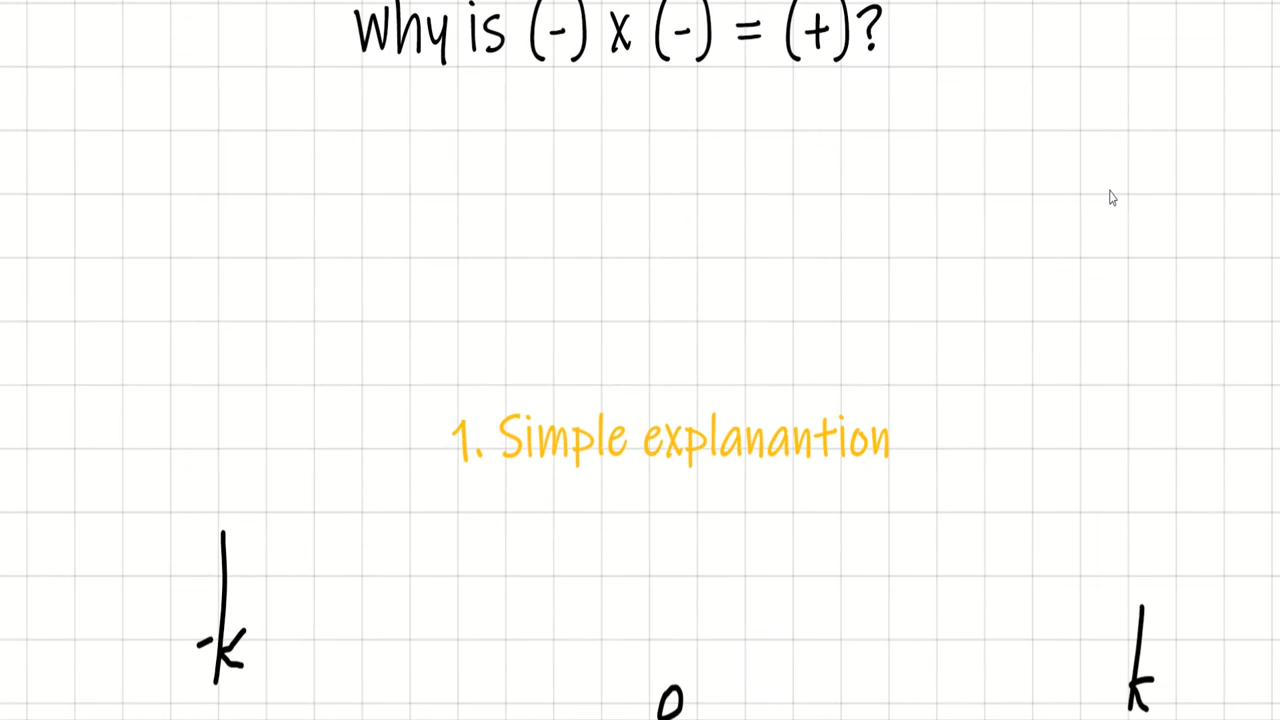 Why is (-) x (-) = (+)?
1. Simple explanantion
-k
k
0